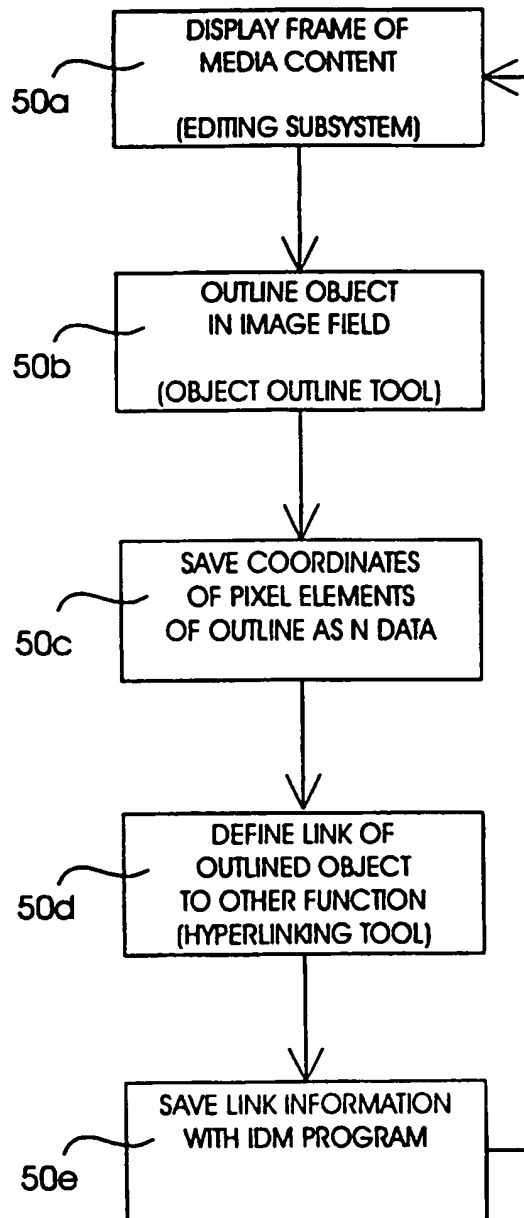 DISPLAY FRAME OF
MEDIA CONTENT
(EDITING SUBSYSTEM)
50a
OUTLINE OBJECT
IN IMAGE FIELD
(OBJECT OUTLINE TOOL)
50b
SAVE COORDINATES
OF PIXEL ELEMENTS
OF OUTLINE AS N DATA
50c
DEFINE LINK OF
OUTLINED OBJECT
TO OTHER FUNCTION
(HYPERLINKING TOOL)
50d
SAVE LINK INFORMATION
WITH IDM PROGRAM
50e